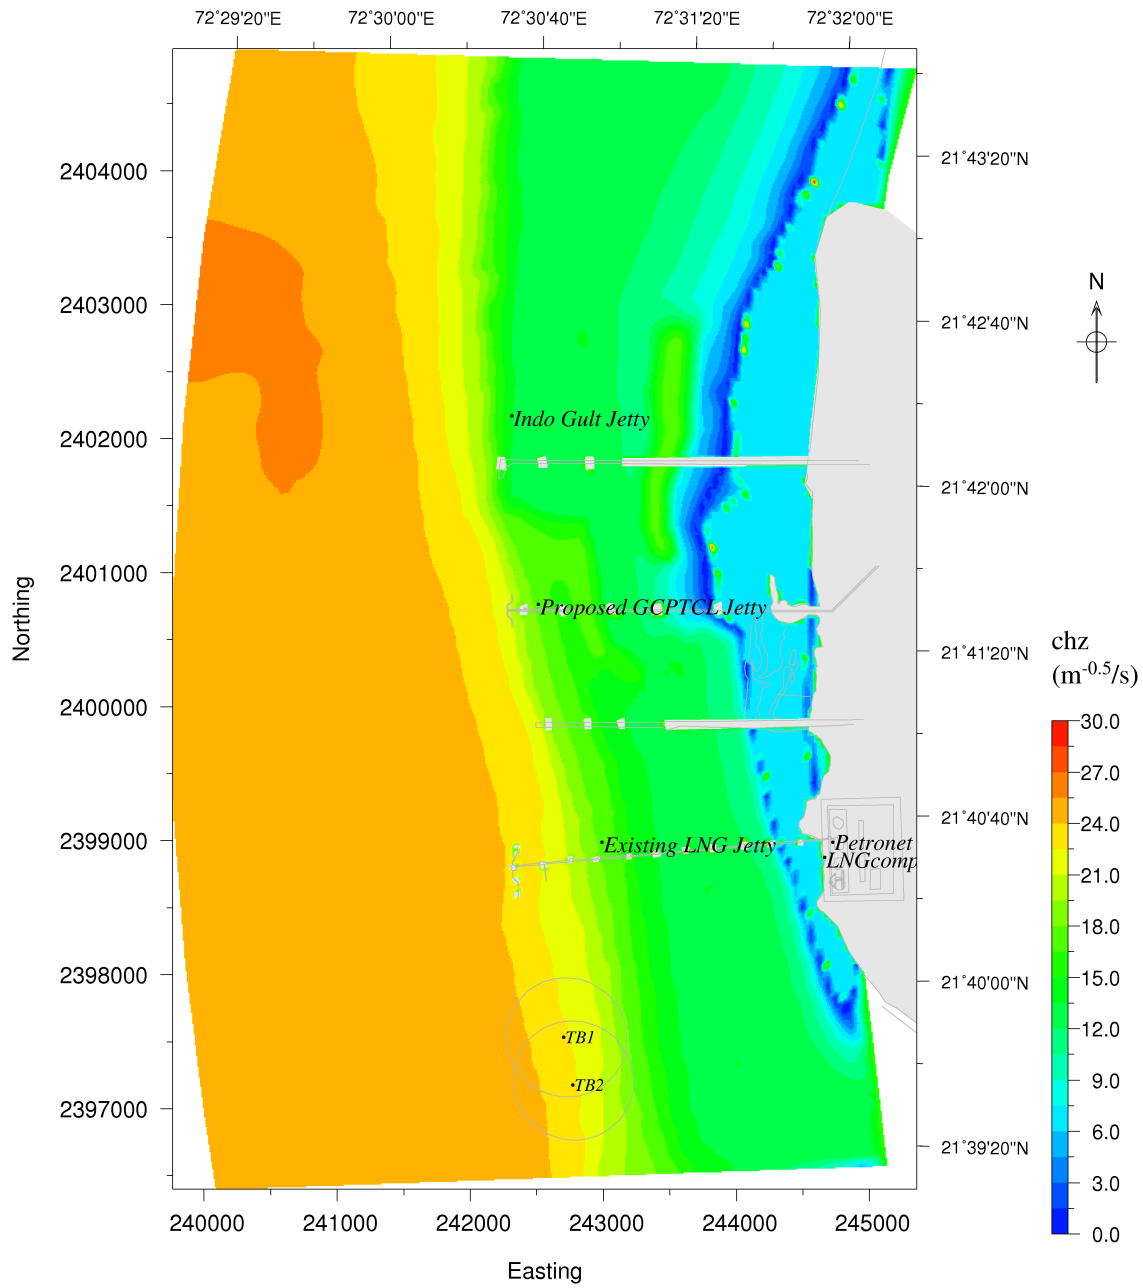 72°29'20"E 72°30'00"E 72°30'40"E 72°31'20"E 72°32'00"E
2404000
2403000
2402000
2401000
2400000
2399000
2398000
2397000
Northing
21°43'20"N
21°42'40"N
21°42'00"N
21°41'20"N
21°40'40"N
21°40'00"N
21°39'20"N
N
Indo Gult Jetty
Proposed GCPTCL Jetty
Existing LNG Jetty
Petronet
LNGcomp
TB1
TB2
chz
(m-0.5/s)
30.0
27.0
24.0
21.0
18.0
15.0
12.0
9.0
6.0
3.0
0.0
240000 241000 242000 243000 244000 245000
Easting